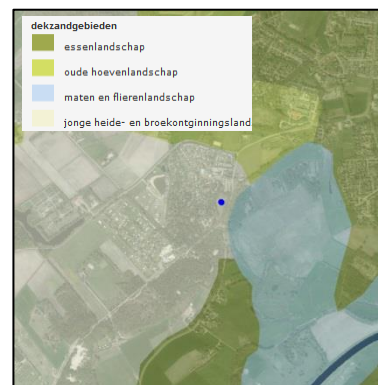 dekzandgebieden
essenlandschap
oude hoevenlandschap
maten en flierenlandschap
jonge heide- en broekontginningsland